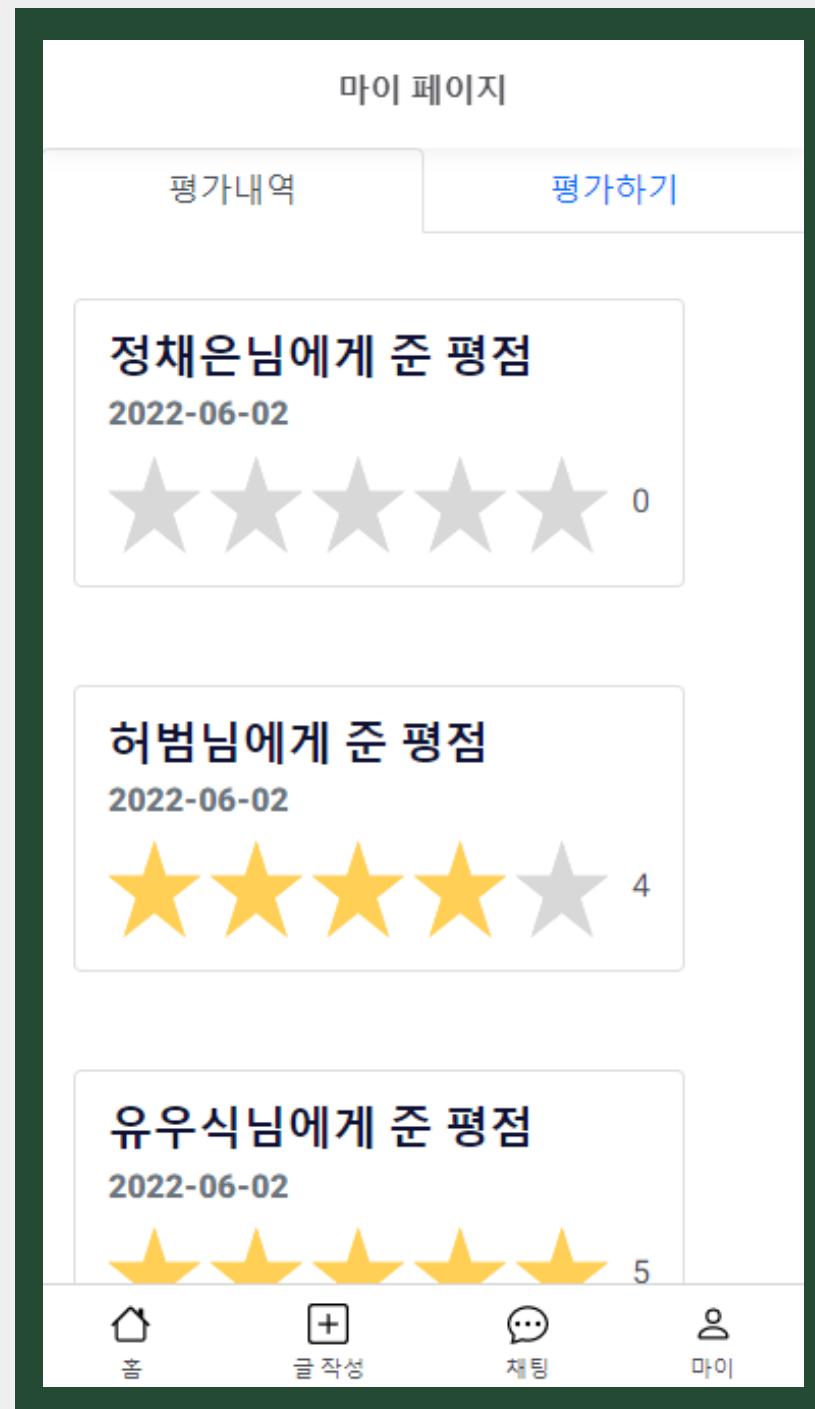 마이 페이지
평가내역 평가하기
정채은님에게 준 평점
2022-06-02
0
허범님에게 준 평점
2022-06-02
4
유우식님에게 준 평점
2022-06-02
5
홈 글 작성 채팅 마이